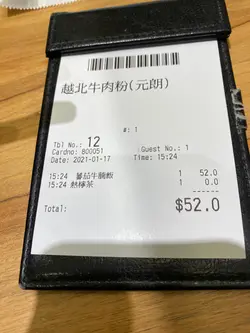 越北牛肉粉(元朗)
#: 1
Tbl No.: 12
Cardno: 800051 Guest No.: 1
Date: 2021-01-17 Time: 15:24
15:24 蕃茄牛腩飯 1 52.0
15:24 熱檸茶 1 0.0
Total: $52.0